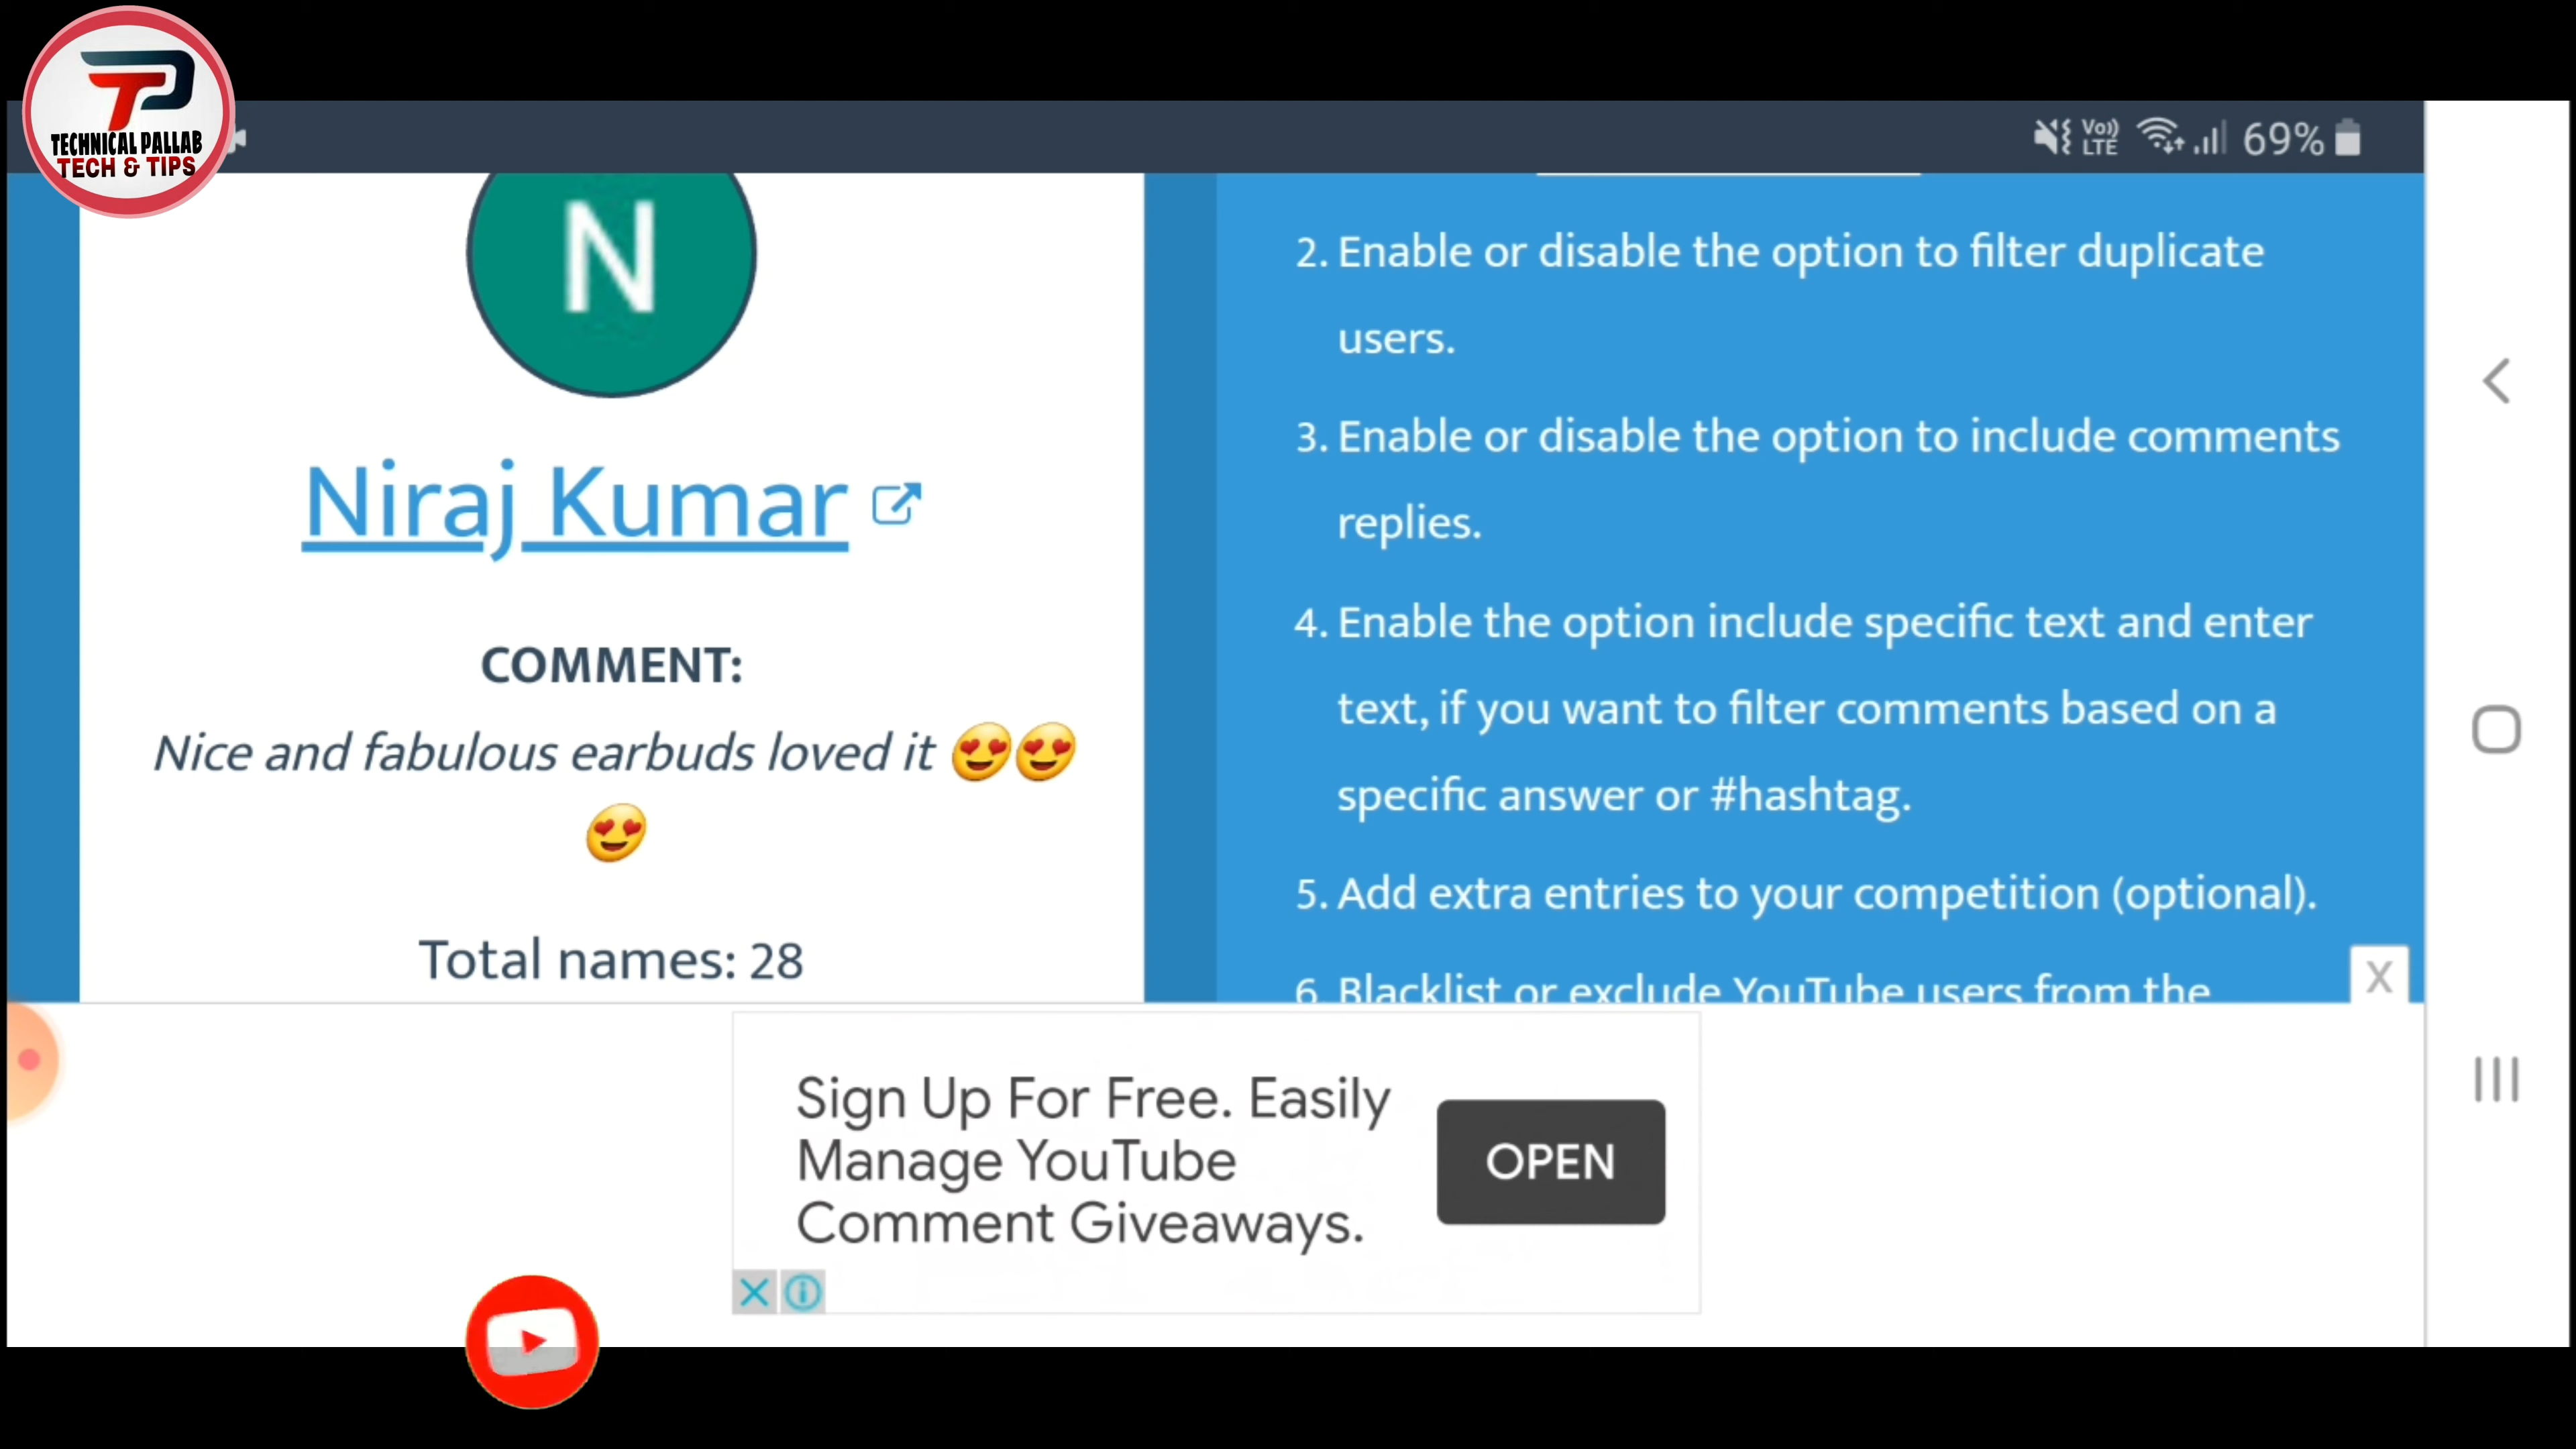 TECHNICAL PALLAB
TECH & TIPS
Vo))
LTE
69%
N
Niraj Kumar
COMMENT:
Nice and fabulous earbuds loved it 😍😍
😍
Total names: 28
2. Enable or disable the option to filter duplicate
users.
3. Enable or disable the option to include comments
replies.
4. Enable the option include specific text and enter
text, if you want to filter comments based on a
specific answer or #hashtag.
5. Add extra entries to your competition (optional).
6 Blacklist or exclude YouTube users from the
X
Sign Up For Free. Easily
Manage YouTube
Comment Giveaways.
OPEN